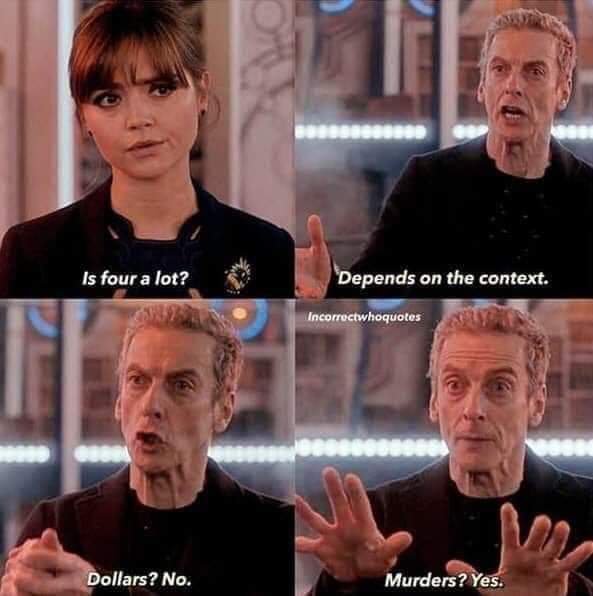 Is four a lot?
Depends on the context.
Dollars? No.
Incorrectwhoquotes
Murders? Yes.